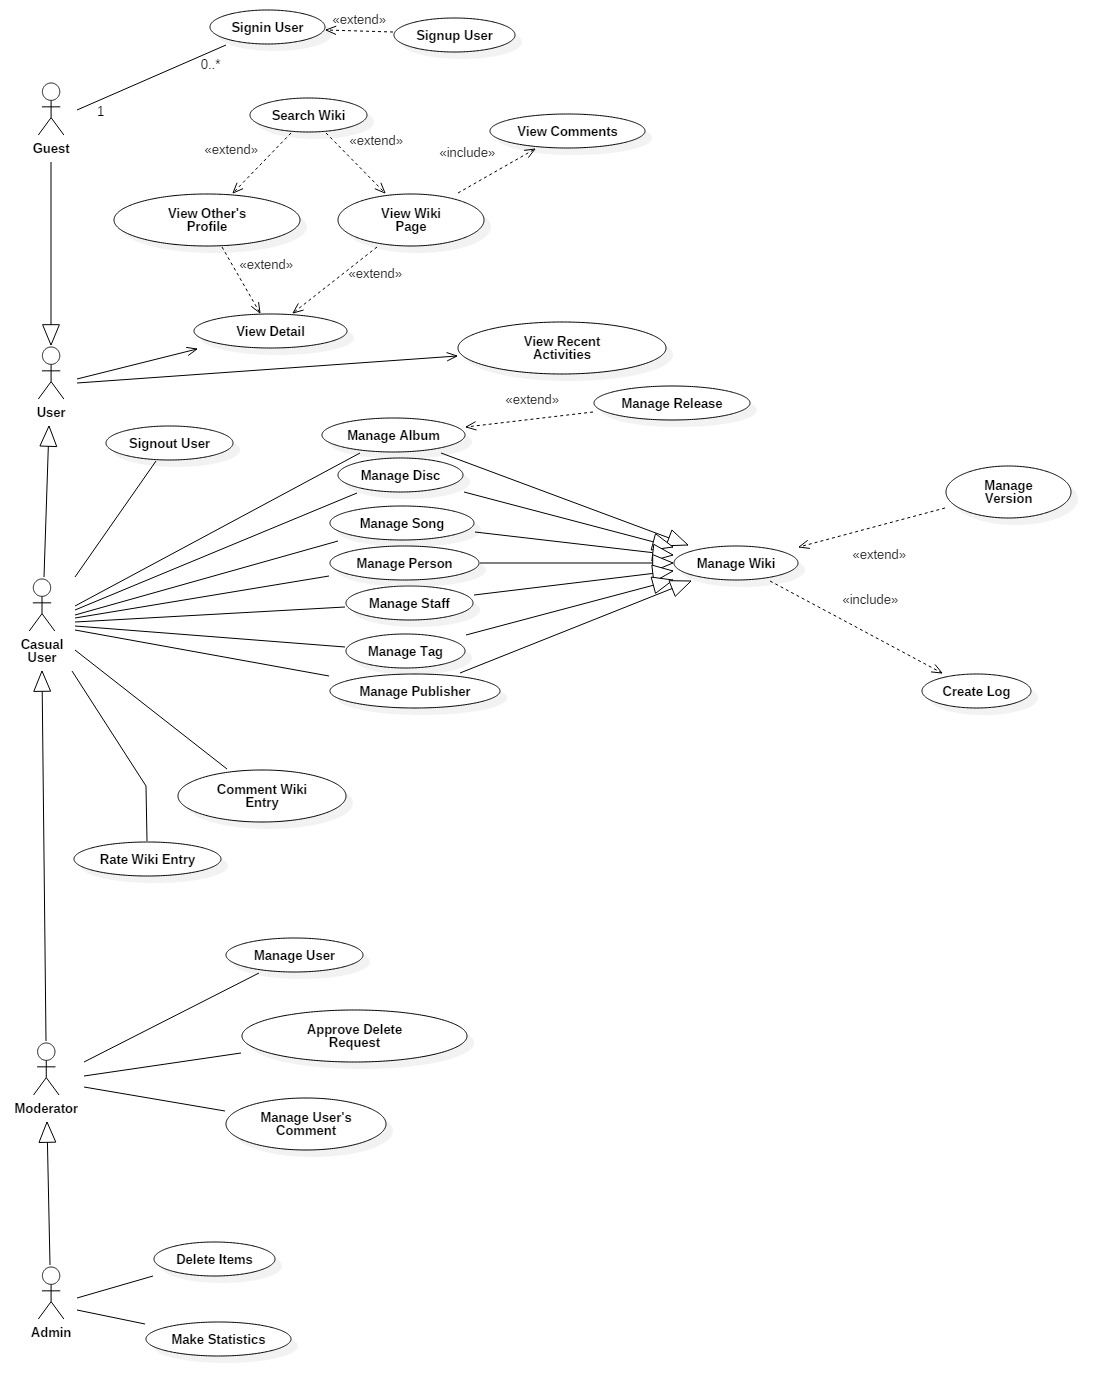 Signin User
«extend»
Signup User
0..*
1
Guest
Search Wiki
«extend»
«extend»
«include»
View Comments
View Other's
Profile
View Wiki
Page
«extend»
«extend»
View Detail
View Recent
Activities
User
«extend»
Manage Release
Signout User
Manage Album
Manage Disc
Manage Song
Manage Person
Manage Staff
Manage Tag
Manage Publisher
Manage Wiki
Manage
Version
«extend»
«include»
Create Log
Casual
User
Comment Wiki
Entry
Rate Wiki Entry
Manage User
Approve Delete
Request
Moderator
Manage User's
Comment
Delete Items
Admin
Make Statistics